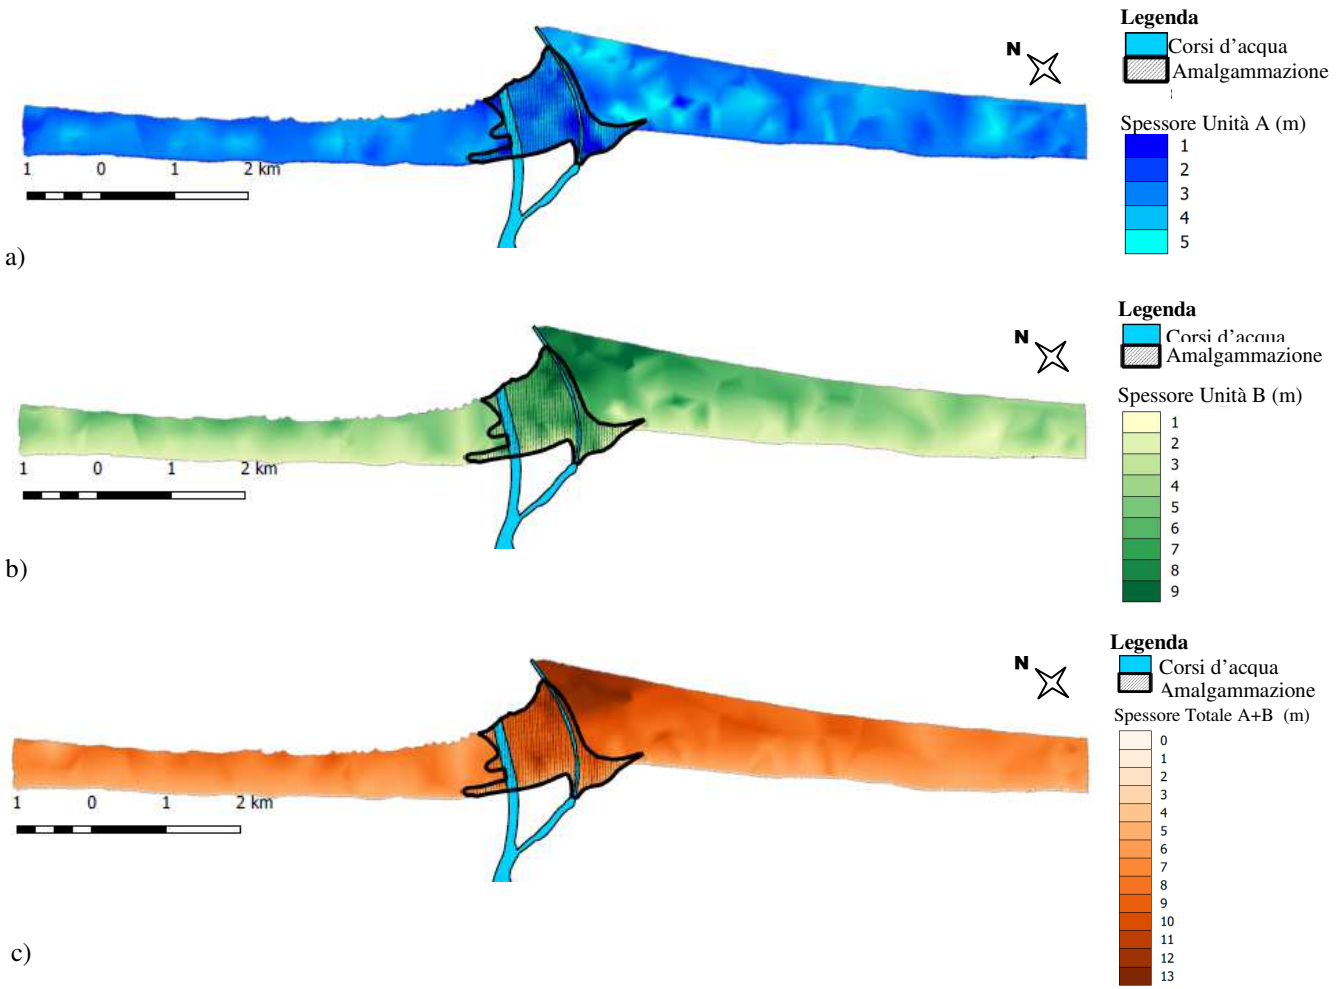 Legenda
Corsi d'acqua
Amalgammazione
N
Spessore Unità A (m)
1
2
3
4
5
1 0 1 2 km
a)
Legenda
Corsi d'acqua
Amalgammazione
N
Spessore Unità B (m)
1
2
3
4
5
6
7
8
9
1 0 1 2 km
b)
Legenda
Corsi d'acqua
Amalgammazione
N
Spessore Totale A+B (m)
0
1
2
3
4
5
6
7
8
9
10
11
12
13
1 0 1 2 km
c)